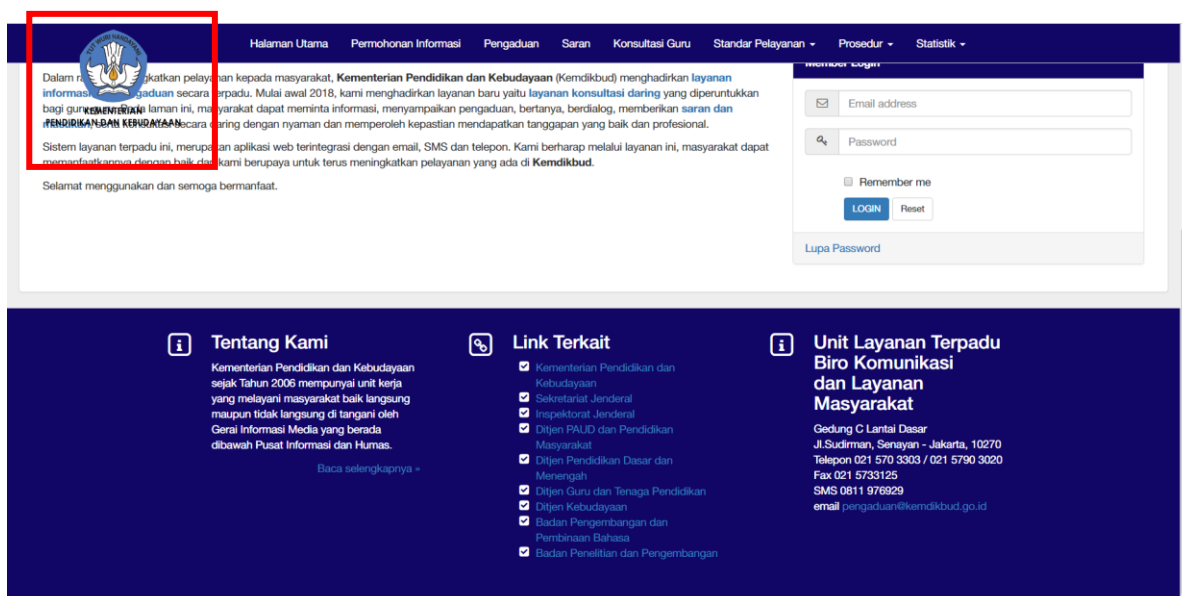 TUT WURI HANDAYANI
KEMENTERIAN
PENDIDIKAN DAN KEBUDAYAAN
Halaman Utama Permohonan Informasi Pengaduan Saran Konsultasi Guru Standar Pelayanan Prosedur Statistik
Dalam gkatkan pelayanan kepada masyarakat, Kementerian Pendidikan dan Kebudayaan (Kemdikbud) menghadirkan layanan
informasi gaduan secara terpadu. Mulai awal 2018, kami menghadirkan layanan baru yaitu layanan konsultasi daring yang diperuntukkan
bagi guru laman ini, masyarakat dapat meminta informasi, menyampaikan pengaduan, bertanya, berdialog, memberikan saran dan
secara daring dengan nyaman dan memperoleh kepastian mendapatkan tanggapan yang baik dan profesional.
Sistem layanan terpadu ini, merupakan aplikasi web terintegrasi dengan email, SMS dan telepon. Kami berharap melalui layanan ini, masyarakat dapat
memanfaatkannya dengan baik dan kami berupaya untuk terus meningkatkan pelayanan yang ada di Kemdikbud.
Selamat menggunakan dan semoga bermanfaat.
Member Login
Email address
Password
Remember me
LOGIN Reset
Lupa Password
Tentang Kami
Kementerian Pendidikan dan Kebudayaan
sejak Tahun 2006 mempunyai unit kerja
yang melayani masyarakat baik langsung
maupun tidak langsung di tangani oleh
Gerai Informasi Media yang berada
dibawah Pusat Informasi dan Humas.
Baca selengkapnya »
Link Terkait
Kementerian Pendidikan dan
Kebudayaan
Sekretariat Jenderal
Inspektorat Jenderal
Ditjen PAUD dan Pendidikan
Masyarakat
Ditjen Pendidikan Dasar dan
Menengah
Ditjen Guru dan Tenaga Pendidikan
Ditjen Kebudayaan
Badan Pengembangan dan
Pembinaan Bahasa
Badan Penelitian dan Pengembangan
Unit Layanan Terpadu
Biro Komunikasi
dan Layanan
Masyarakat
Gedung C Lantai Dasar
Jl.Sudirman, Senayan - Jakarta, 10270
Telepon 021 570 3303 / 021 5790 3020
Fax 021 5733125
SMS 0811 976929
email pengaduan@kemdikbud.go.id